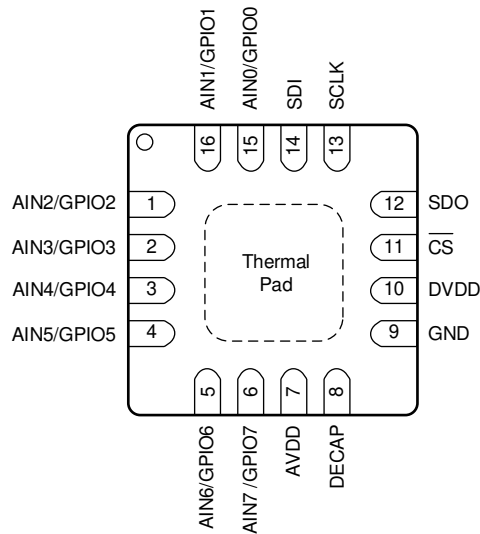 AIN1/GPIO1
AIN0/GPIO0
SDI
SCLK
16
15
14
13
AIN2/GPIO2 1
12 SDO
AIN3/GPIO3 2
11 C̅S̅
AIN4/GPIO4 3
10 DVDD
AIN5/GPIO5 4
9 GND
Thermal
Pad
5
6
7
8
AIN6/GPIO6
AIN7 /GPIO7
AVDD
DECAP